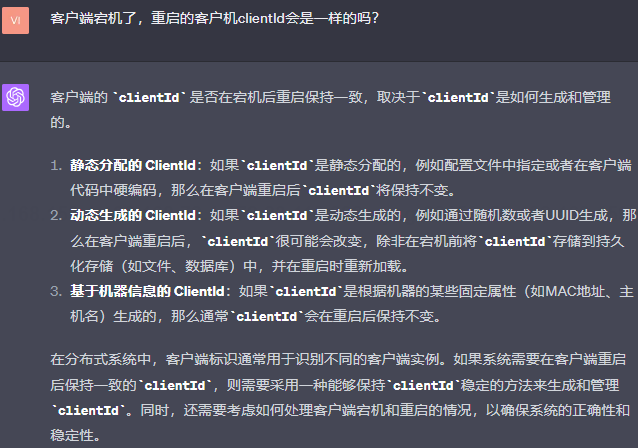 VI
客户端宕机了，重启的客户机clientId会是一样的吗？
客户端的 `clientId` 是否在宕机后重启保持一致，取决于`clientId`是如何生成和管理
的。
1. 静态分配的 ClientId：如果`clientId`是静态分配的，例如配置文件中指定或者在客户端
代码中硬编码，那么在客户端重启后`clientId`将保持不变。
2. 动态生成的 ClientId：如果`clientId`是动态生成的，例如通过随机数或者UUID生成，那
么在客户端重启后，`clientId`很可能会改变，除非在宕机前将`clientId`存储到持久
化存储（如文件、数据库）中，并在重启时重新加载。
3. 基于机器信息的 ClientId：如果`clientId`是根据机器的某些固定属性（如MAC地址、主
机名）生成的，那么通常`clientId`会在重启后保持不变。
在分布式系统中，客户端标识通常用于识别不同的客户端实例。如果系统需要在客户端重启
后保持一致的`clientId`，则需要采用一种能够保持`clientId`稳定的方法来生成和管理
`clientId`。同时，还需要考虑如何处理客户端宕机和重启的情况，以确保系统的正确性和
稳定性。